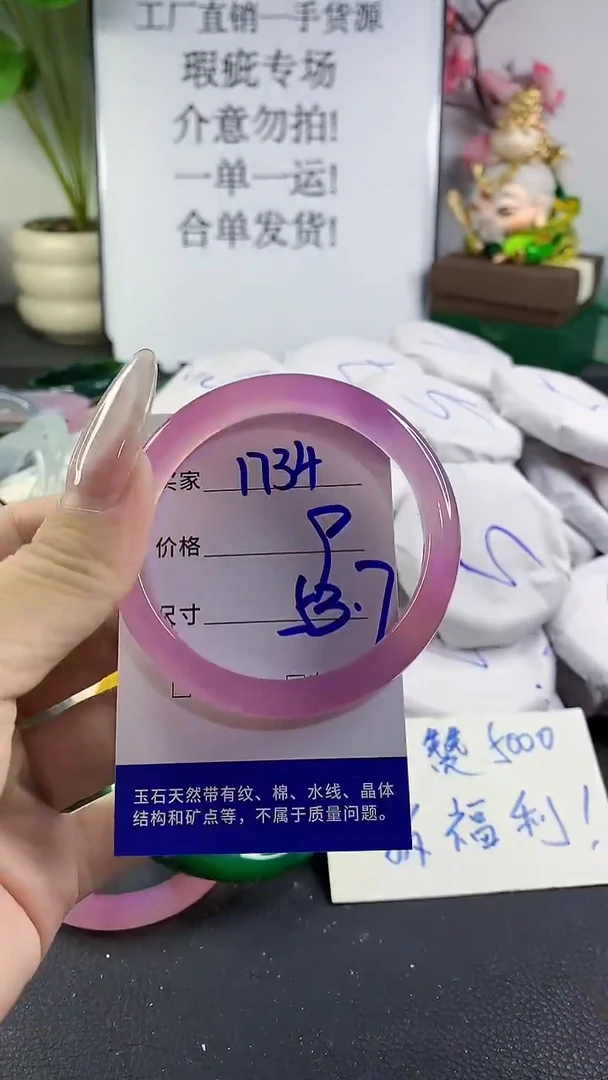 工厂直销一手货源
瑕疵专场
介意勿拍!
一单一运!
合单发货!
买家 1734
价格 P
尺寸 53.7
玉石天然带有纹、棉、水线、晶体
结构和矿点等，不属于质量问题。
赞 5000
福利!